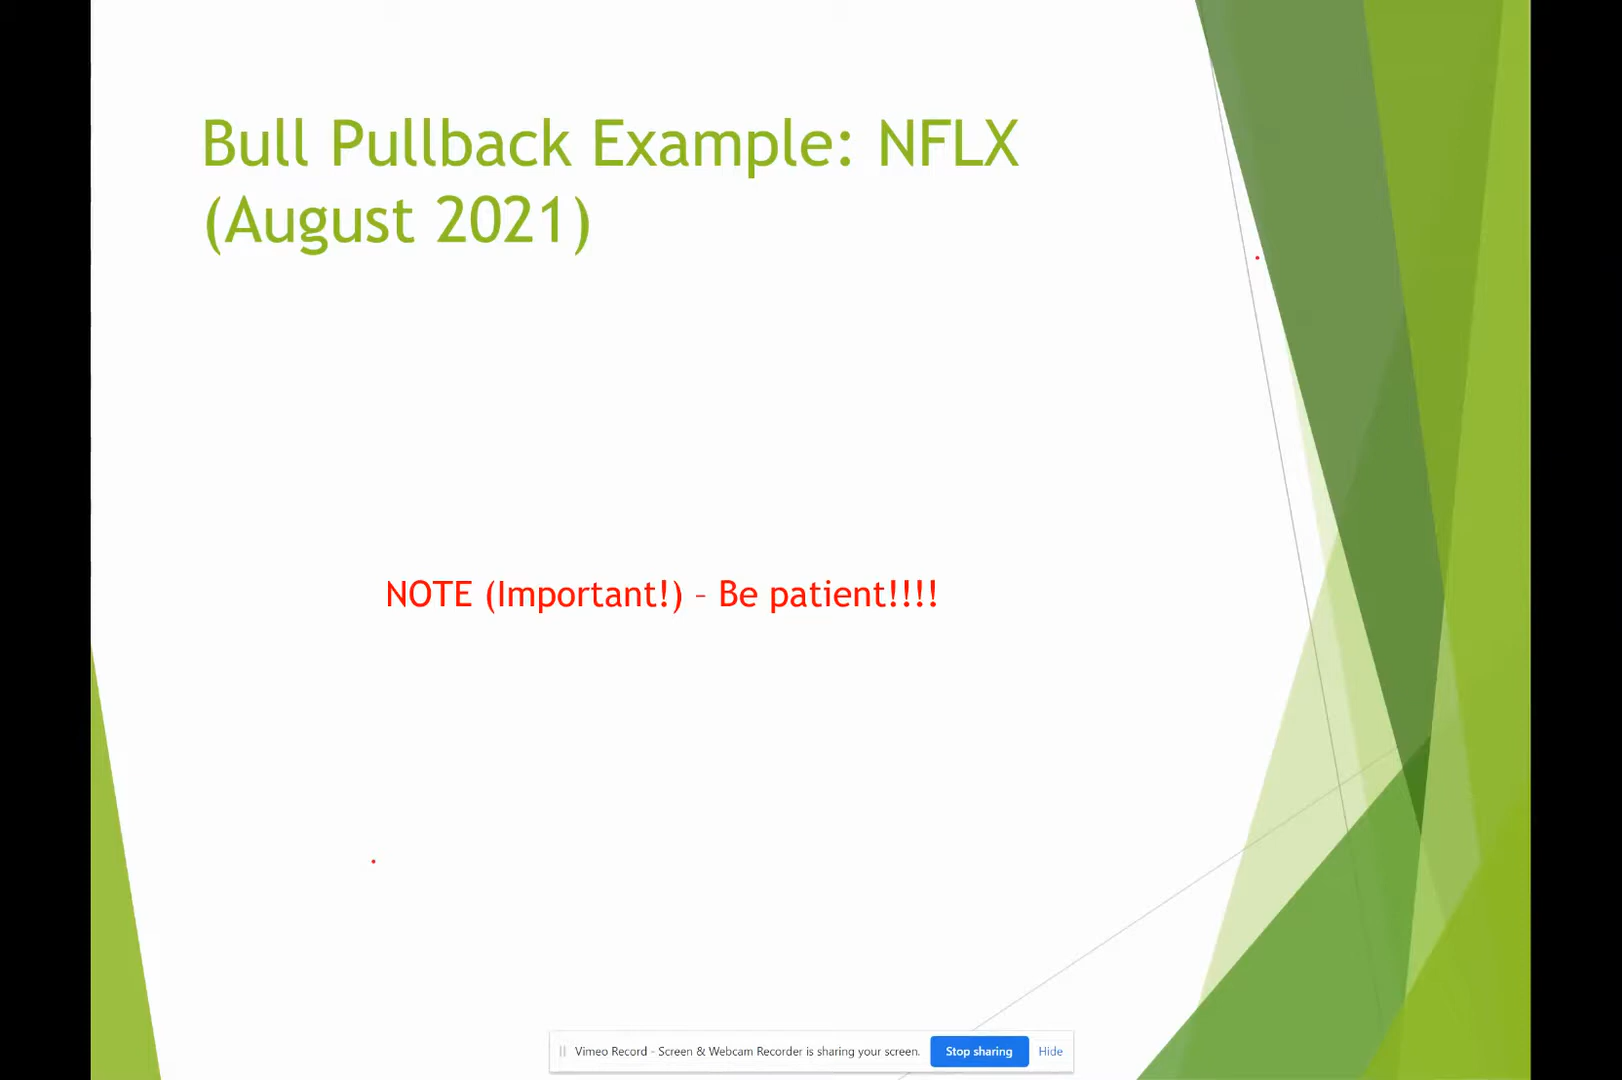 Bull Pullback Example: NFLX
(August 2021)
NOTE (Important!) – Be patient!!!!
Vimeo Record - Screen & Webcam Recorder is sharing your screen.
Stop sharing
Hide